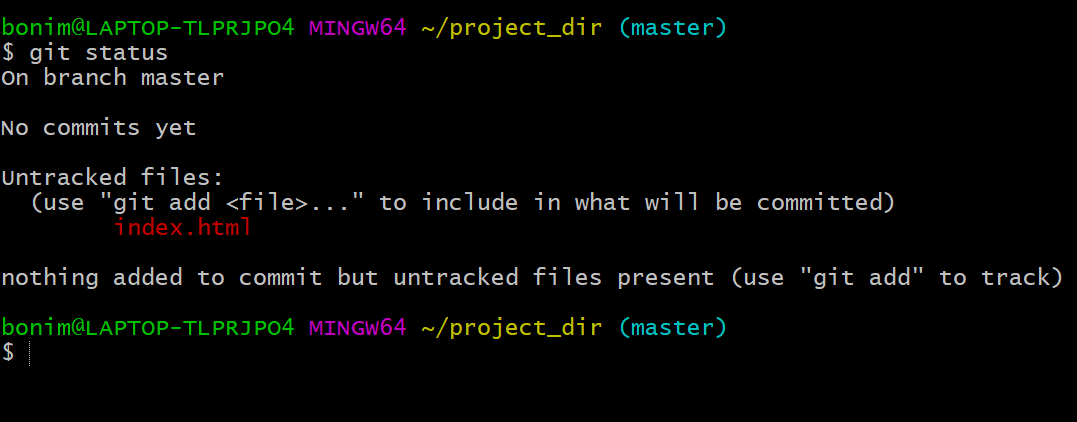 bonim@LAPTOP-TLPRJPO4 MINGW64 ~/project_dir (master)
$ git status
On branch master
No commits yet
Untracked files:
(use "git add <file>..." to include in what will be committed)
index.html
nothing added to commit but untracked files present (use "git add" to track)
bonim@LAPTOP-TLPRJPO4 MINGW64 ~/project_dir (master)
$